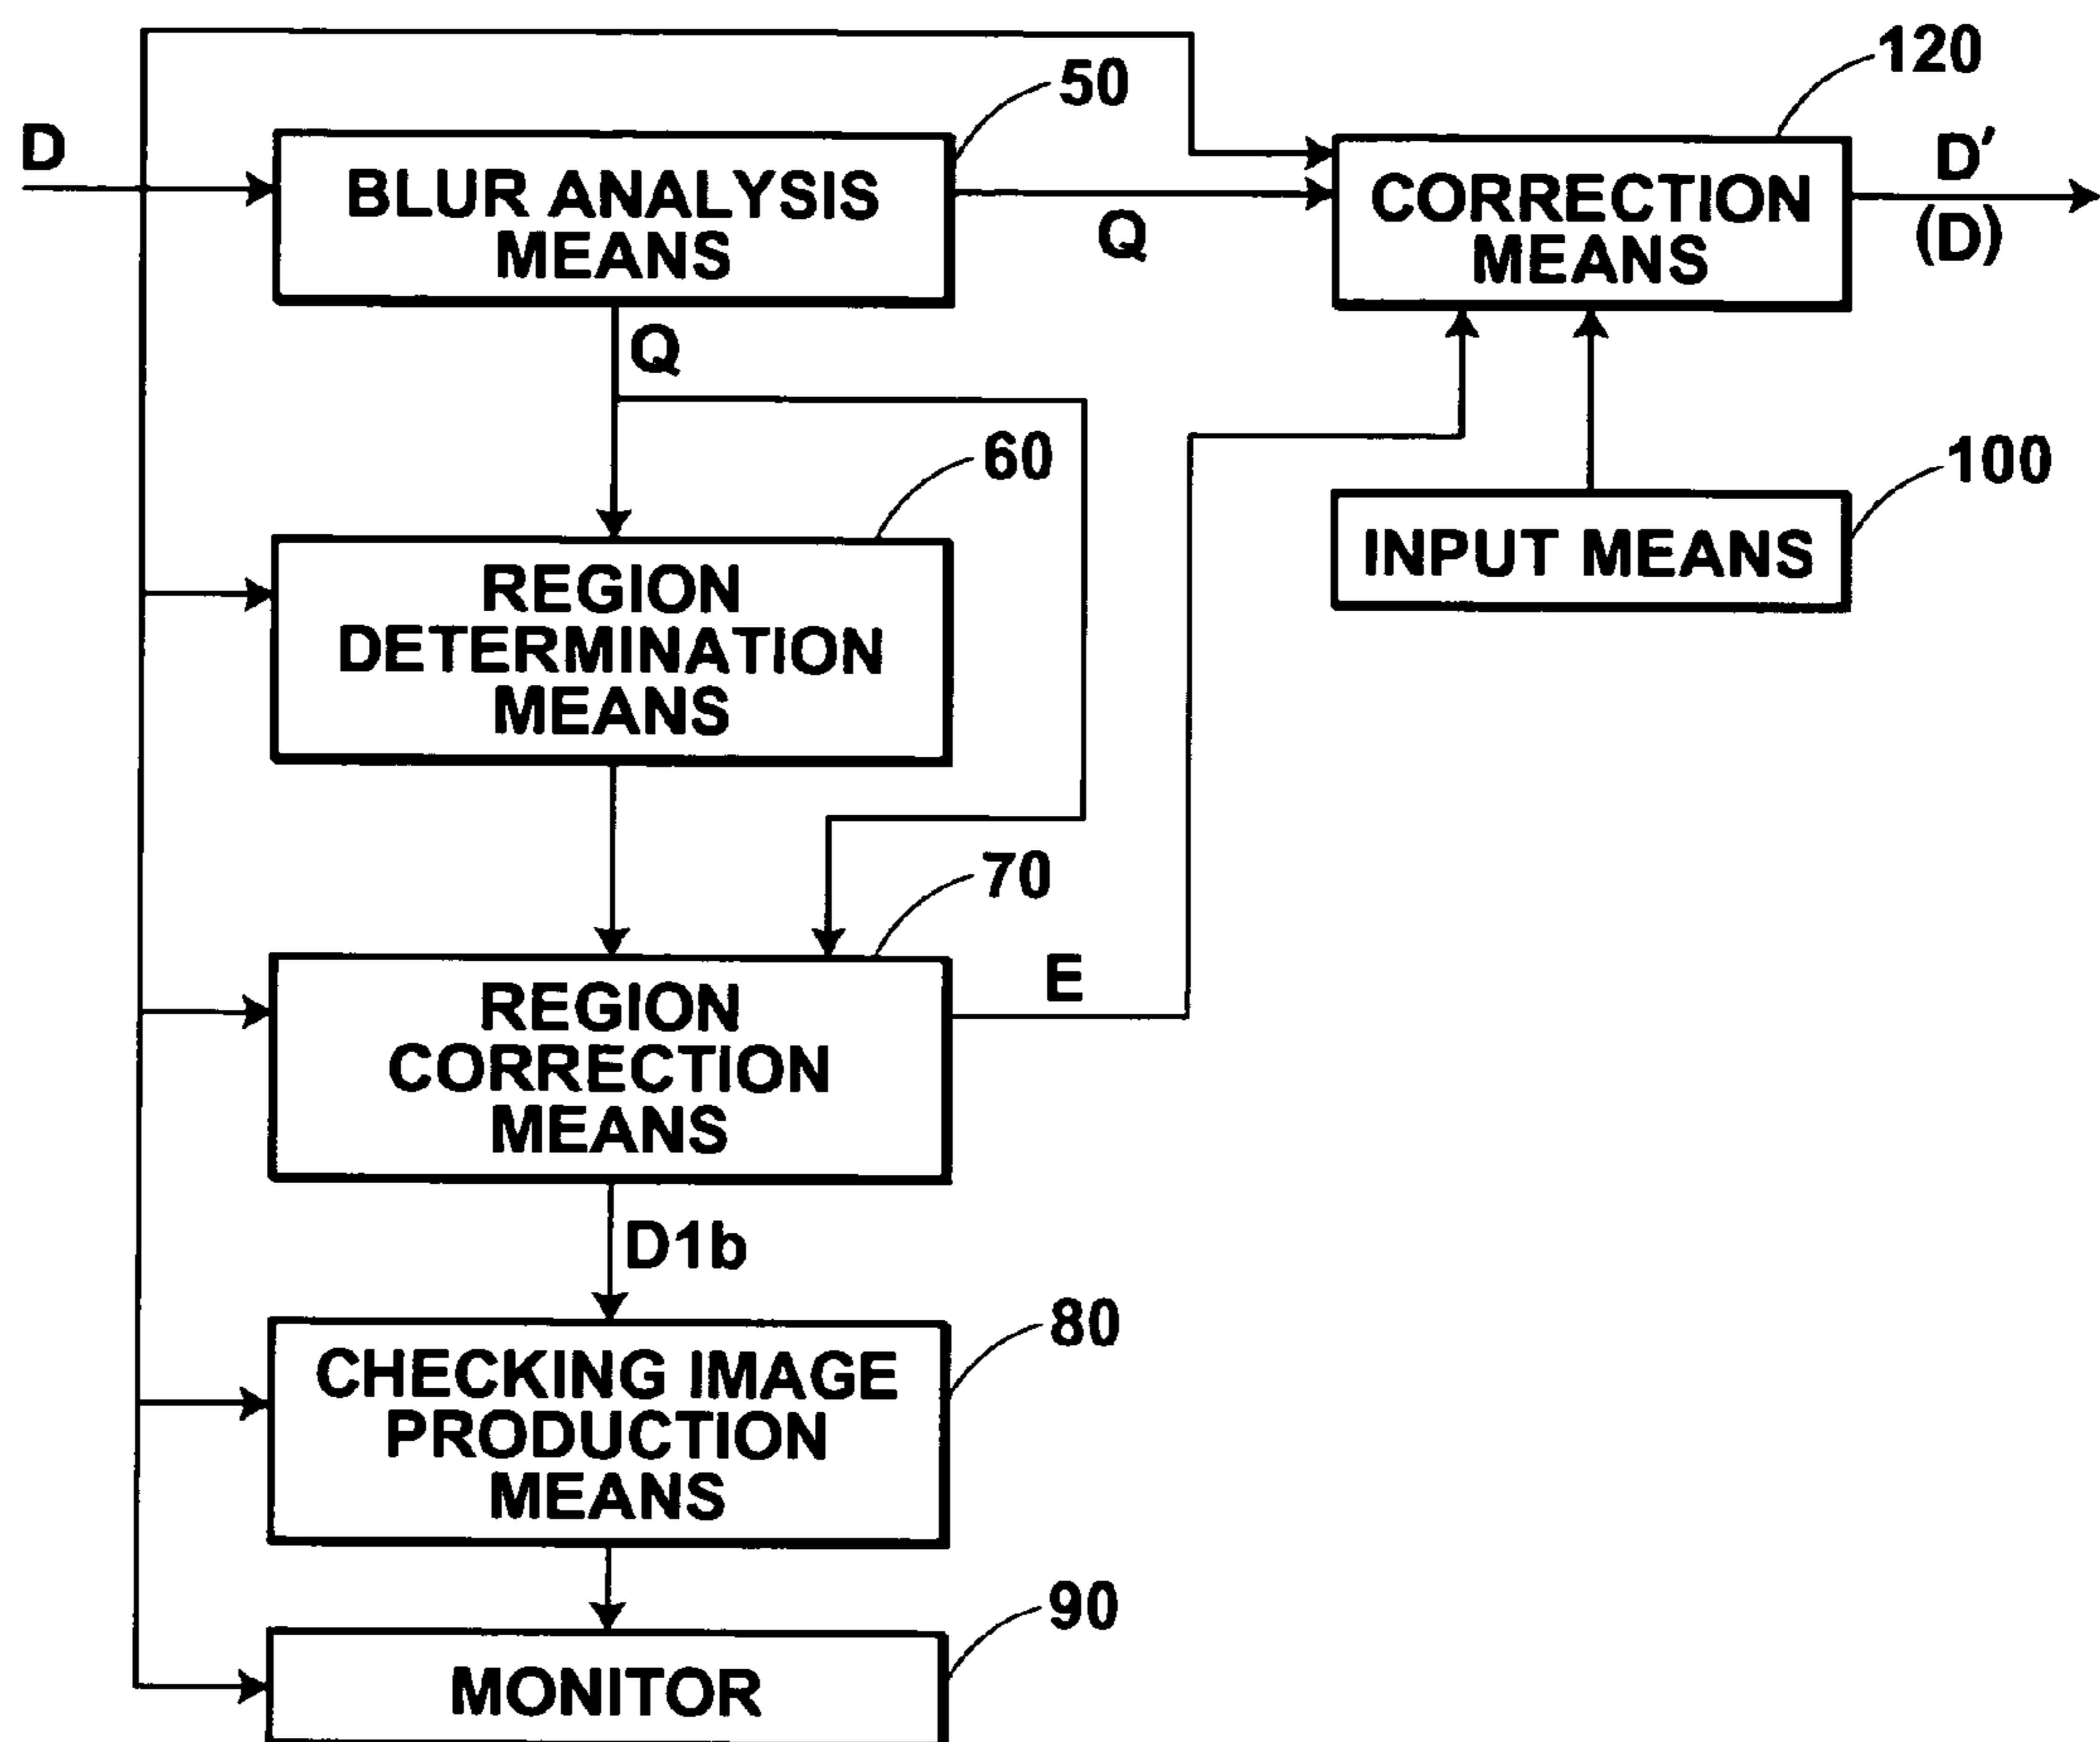 120
50
D
D'
BLUR ANALYSIS
MEANS
CORRECTION
MEANS
Q
(D)
Q
60
100
INPUT MEANS
REGION
DETERMINATION
MEANS
70
E
REGION
CORRECTION
MEANS
D1b
80
CHECKING IMAGE
PRODUCTION
MEANS
90
MONITOR